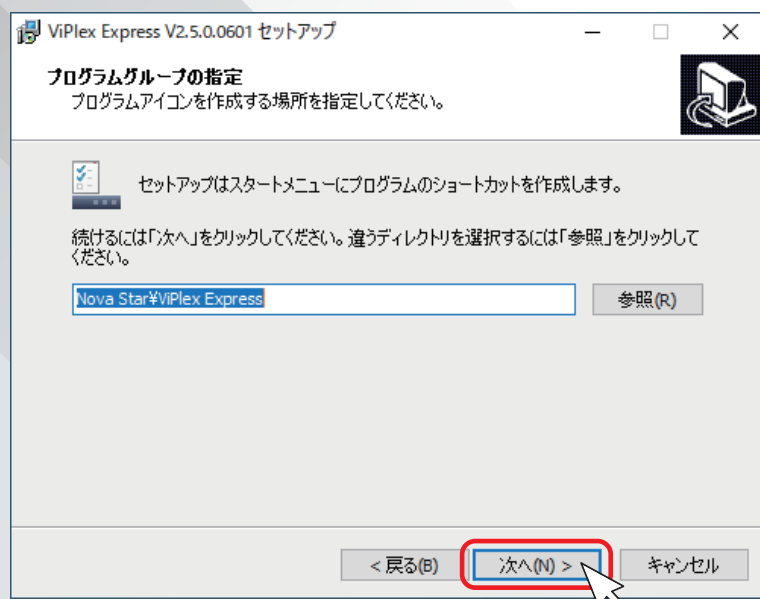 ViPlex Express V2.5.0.0601 セットアップ
プログラムグループの指定
プログラムアイコンを作成する場所を指定してください。
セットアップはスタートメニューにプログラムのショートカットを作成します。
続けるには「次へ」をクリックしてください。違うディレクトリを選択するには「参照」をクリックして
ください。
Nova Star¥ViPlex Express
参照(R)
< 戻る(B)
次へ(N) >
キャンセル